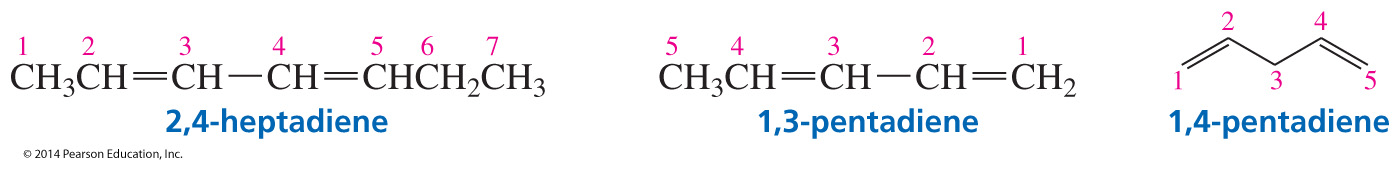 1 2 3 4 5 6 7
CH₃CH=CH—CH=CHCH₂CH₃
2,4-heptadiene
5 4 3 2 1
CH₃CH=CH—CH=CH₂
1,3-pentadiene
2 4
1 3 5
1,4-pentadiene
© 2014 Pearson Education, Inc.